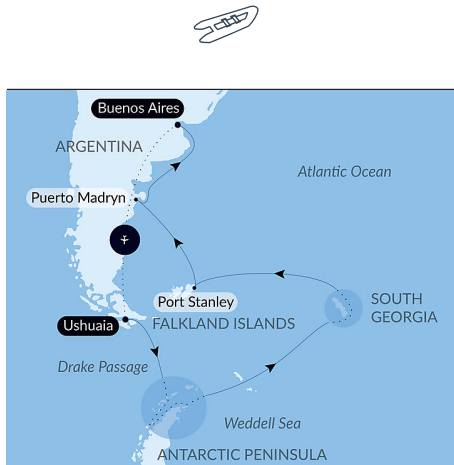 Buenos Aires
ARGENTINA
Atlantic Ocean
Puerto Madryn
Port Stanley
SOUTH
GEORGIA
Ushuaia
FALKLAND ISLANDS
Drake Passage
Weddell Sea
ANTARCTIC PENINSULA